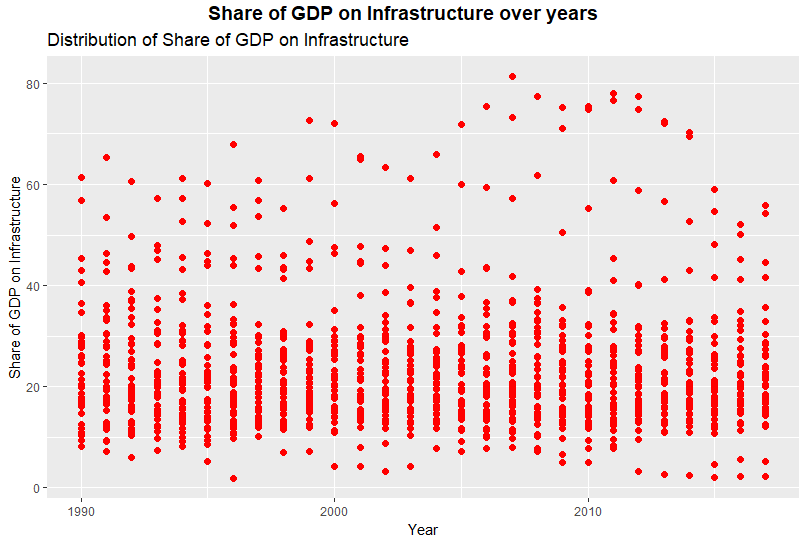 Share of GDP on Infrastructure over years
Distribution of Share of GDP on Infrastructure
Share of GDP on Infrastructure
80
60
40
20
0
1990
2000
2010
Year